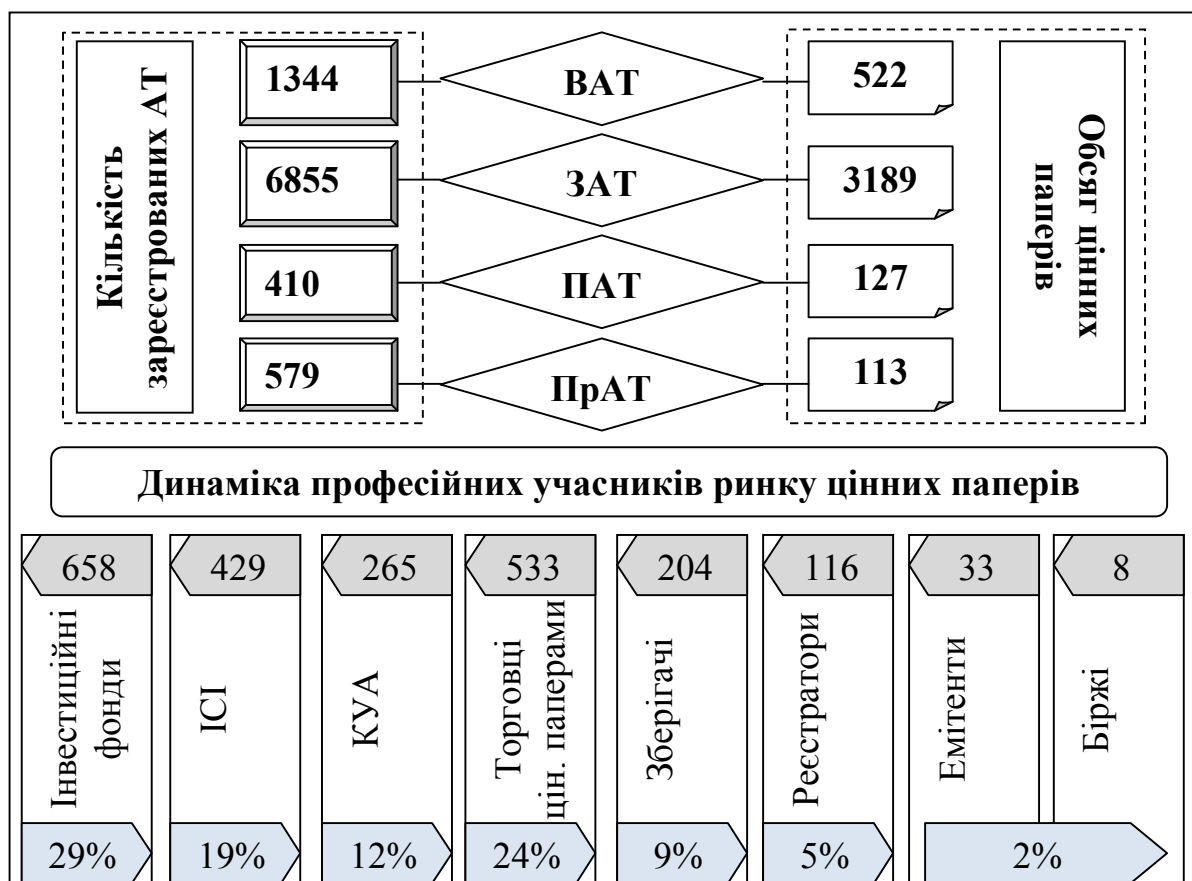 Кількість
зареєстрованих АТ
1344
ВАТ
522
6855
ЗАТ
3189
410
ПАТ
127
579
ПрАТ
113
Обсяг цінних
паперів
Динаміка професійних учасників ринку цінних паперів
658
429
265
533
204
116
33
8
Інвестиційні
фонди
ІСІ
КУА
Торговці
цін. паперами
Зберігачі
Реєстратори
Емітенти
Біржі
29%
19%
12%
24%
9%
5%
2%